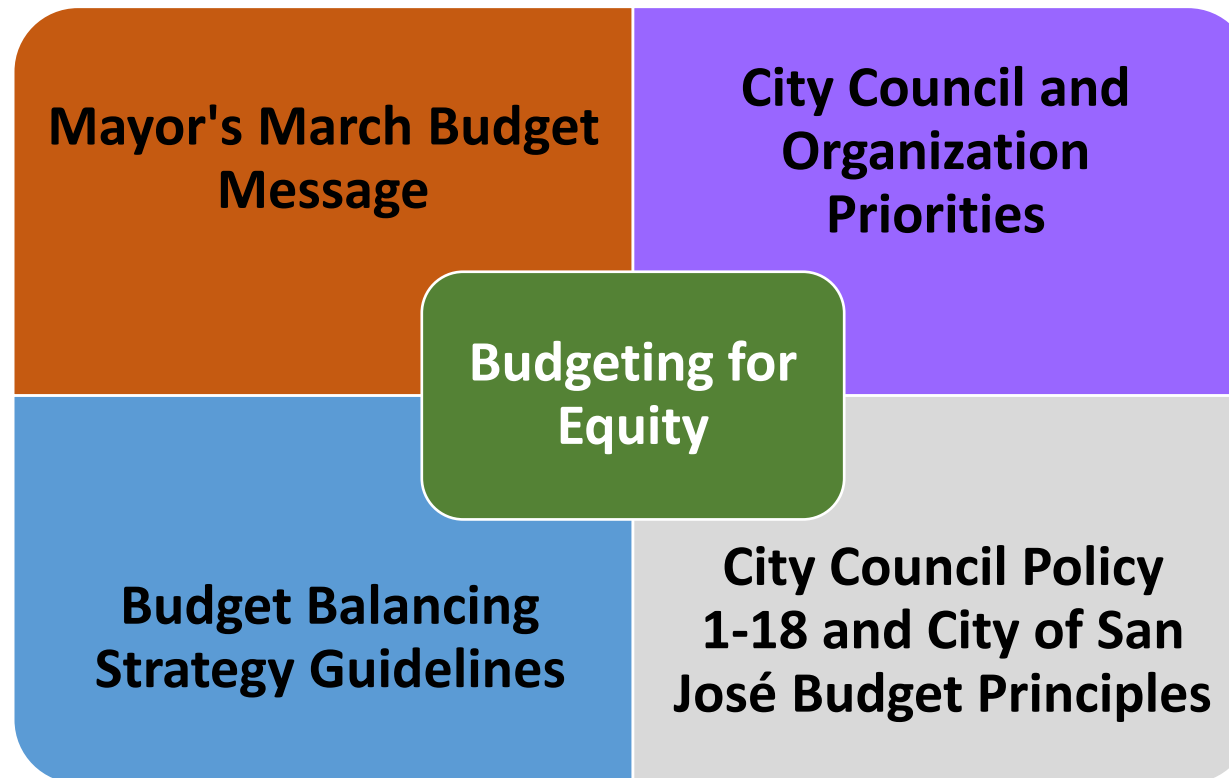 Mayor's March Budget
Message
City Council and
Organization
Priorities
Budgeting for
Equity
Budget Balancing
Strategy Guidelines
City Council Policy
1-18 and City of San
José Budget Principles